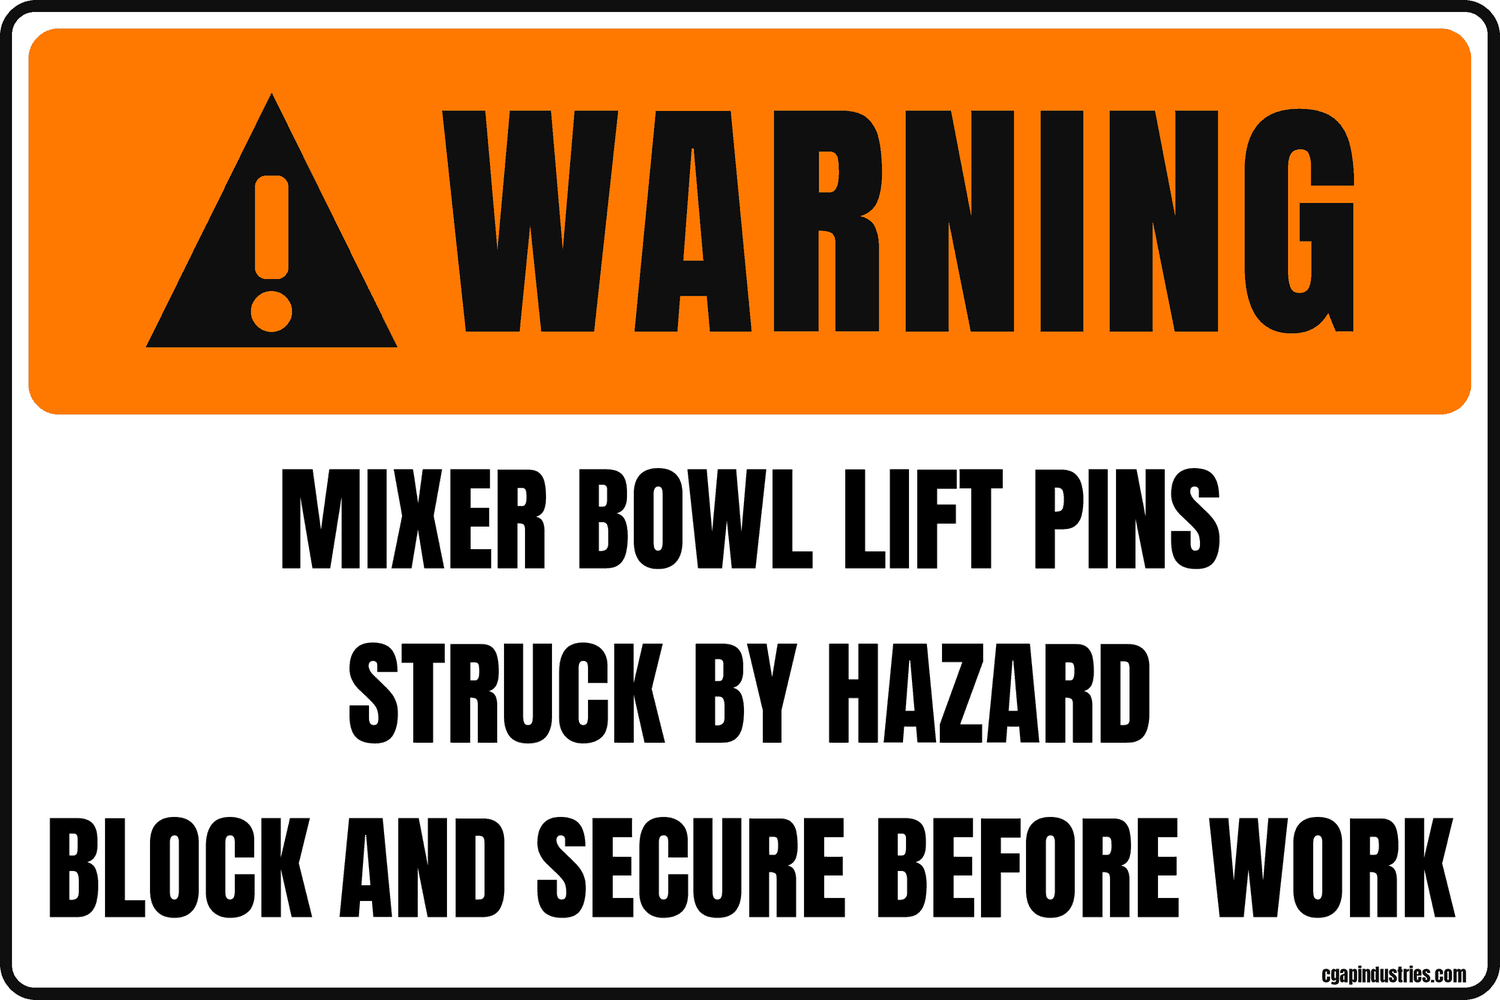 WARNING
MIXER BOWL LIFT PINS
STRUCK BY HAZARD
BLOCK AND SECURE BEFORE WORK
cgapindustries.com